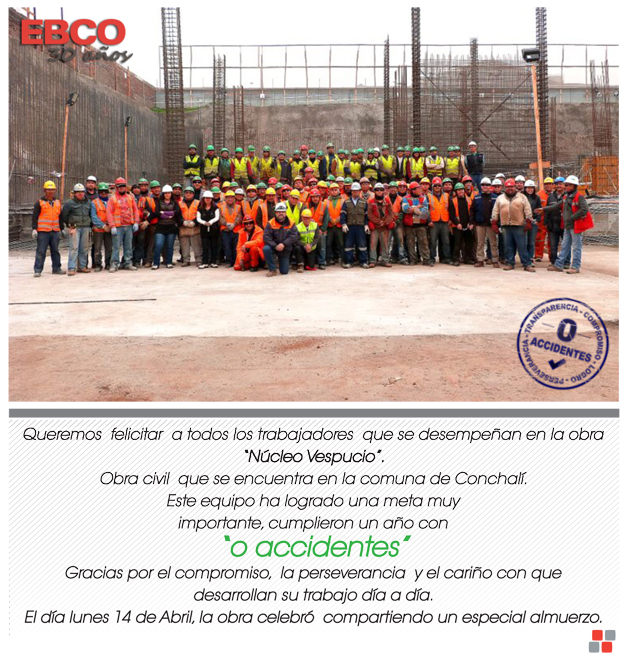 EBCO
30 años
TRANSPARENCIA - COMPROMISO - LOGRO - PERSEVERANCIA -
0
ACCIDENTES
Queremos felicitar a todos los trabajadores que se desempeñan en la obra
"Núcleo Vespucio".
Obra civil que se encuentra en la comuna de Conchalí.
Este equipo ha logrado una meta muy
importante, cumplieron un año con
"o accidentes"
Gracias por el compromiso, la perseverancia y el cariño con que
desarrollan su trabajo día a día.
El día lunes 14 de Abril, la obra celebró compartiendo un especial almuerzo.